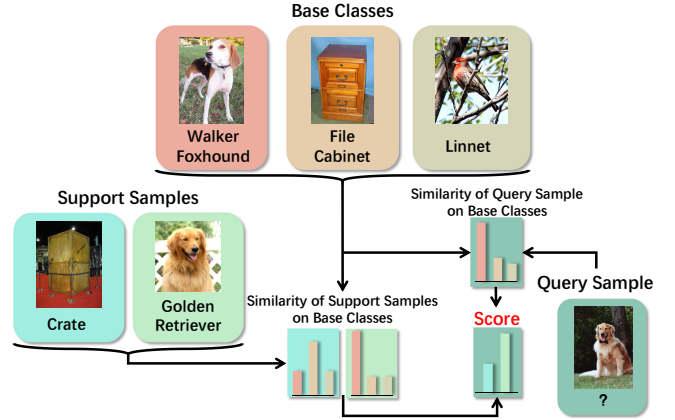 Base Classes
Walker
Foxhound
File
Cabinet
Linnet
Support Samples
Crate
Golden
Retriever
Similarity of Query Sample
on Base Classes
Similarity of Support Samples
on Base Classes
Score
Query Sample
?